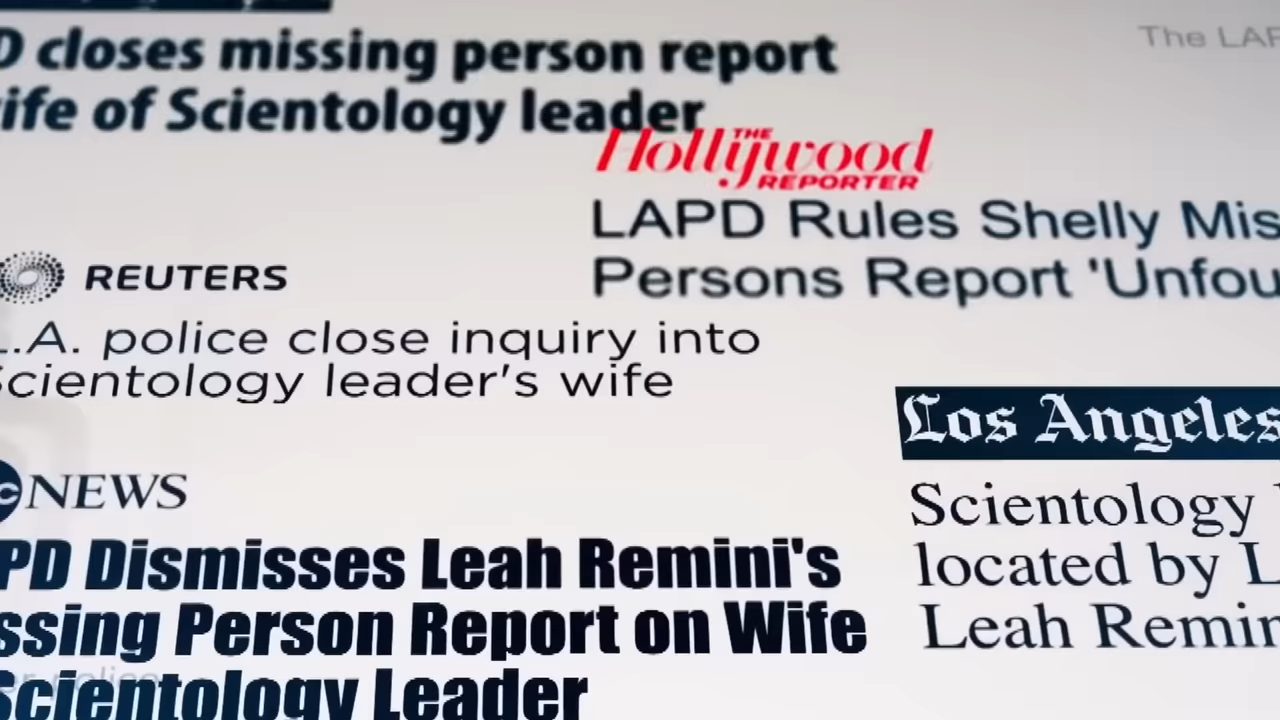 D closes missing person report
ife of Scientology leader
The LAP
THE
Hollywood
REPORTER
LAPD Rules Shelly Mis
Persons Report 'Unfou
REUTERS
L.A. police close inquiry into
Scientology leader's wife
Los Angeles
Scientology
located by L
Leah Remin
c NEWS
PD Dismisses Leah Remini's
ssing Person Report on Wife
Scientology Leader